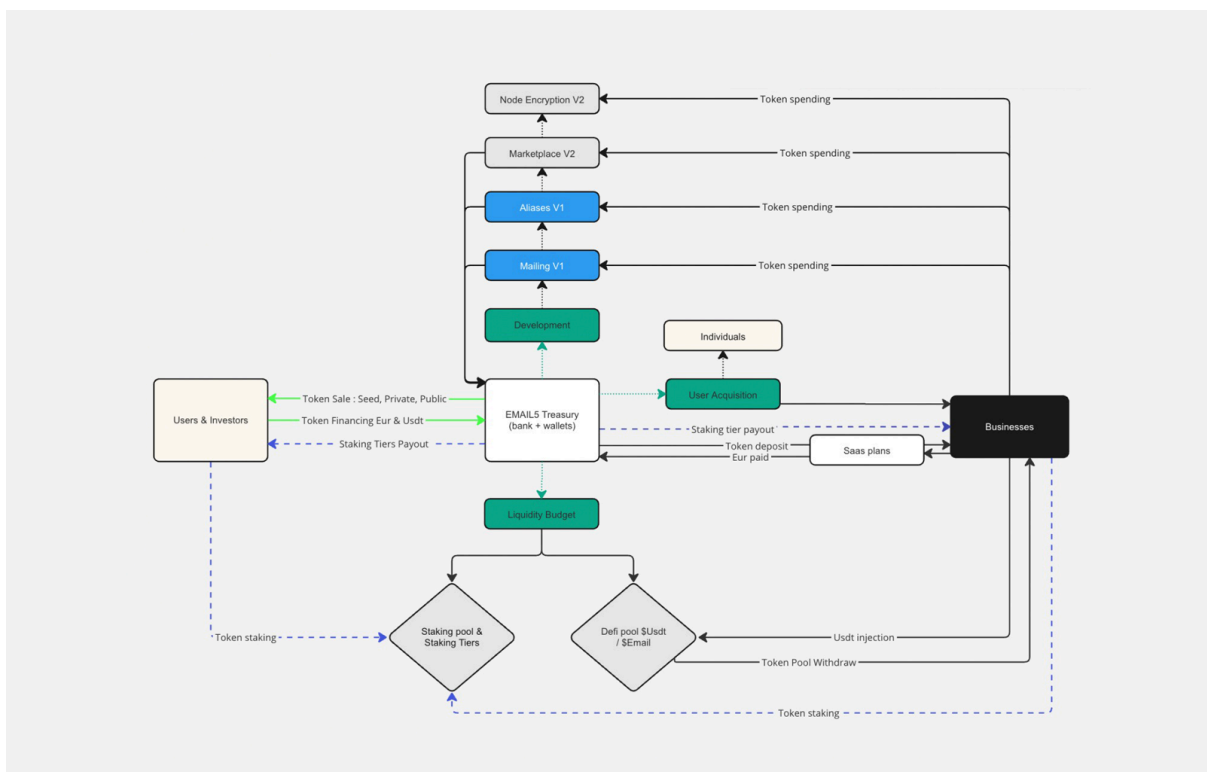 Node Encryption V2
Token spending
Marketplace V2
Token spending
Aliases V1
Token spending
Mailing V1
Token spending
Development
Individuals
User Acquisition
Users & Investors
Token Sale : Seed, Private, Public
Token Financing Eur & Usdt
Staking Tiers Payout
EMAIL5 Treasury
(bank + wallets)
Staking tier payout
Token deposit
Eur paid
Saas plans
Businesses
Liquidity Budget
Token staking
Staking pool &
Staking Tiers
Defi pool $Usdt
/ $Email
Usdt injection
Token Pool Withdraw
Token staking